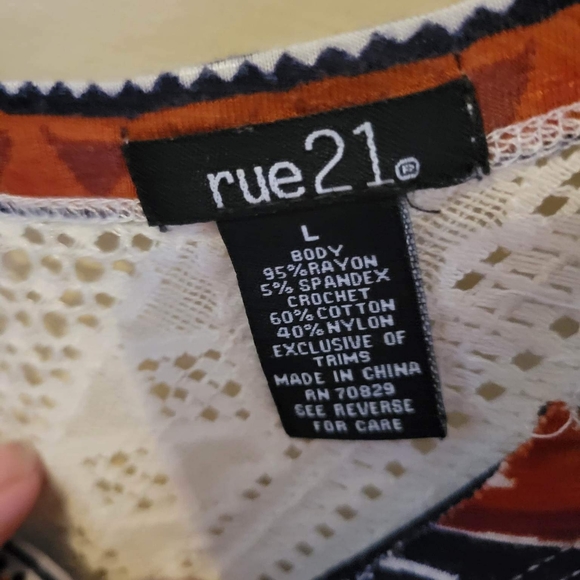 rue21®
L
BODY
95%RAYON
5% SPANDEX
CROCHET
60%COTTON
40%NYLON
EXCLUSIVE OF
TRIMS
MADE IN CHINA
RN 70829
SEE REVERSE
FOR CARE